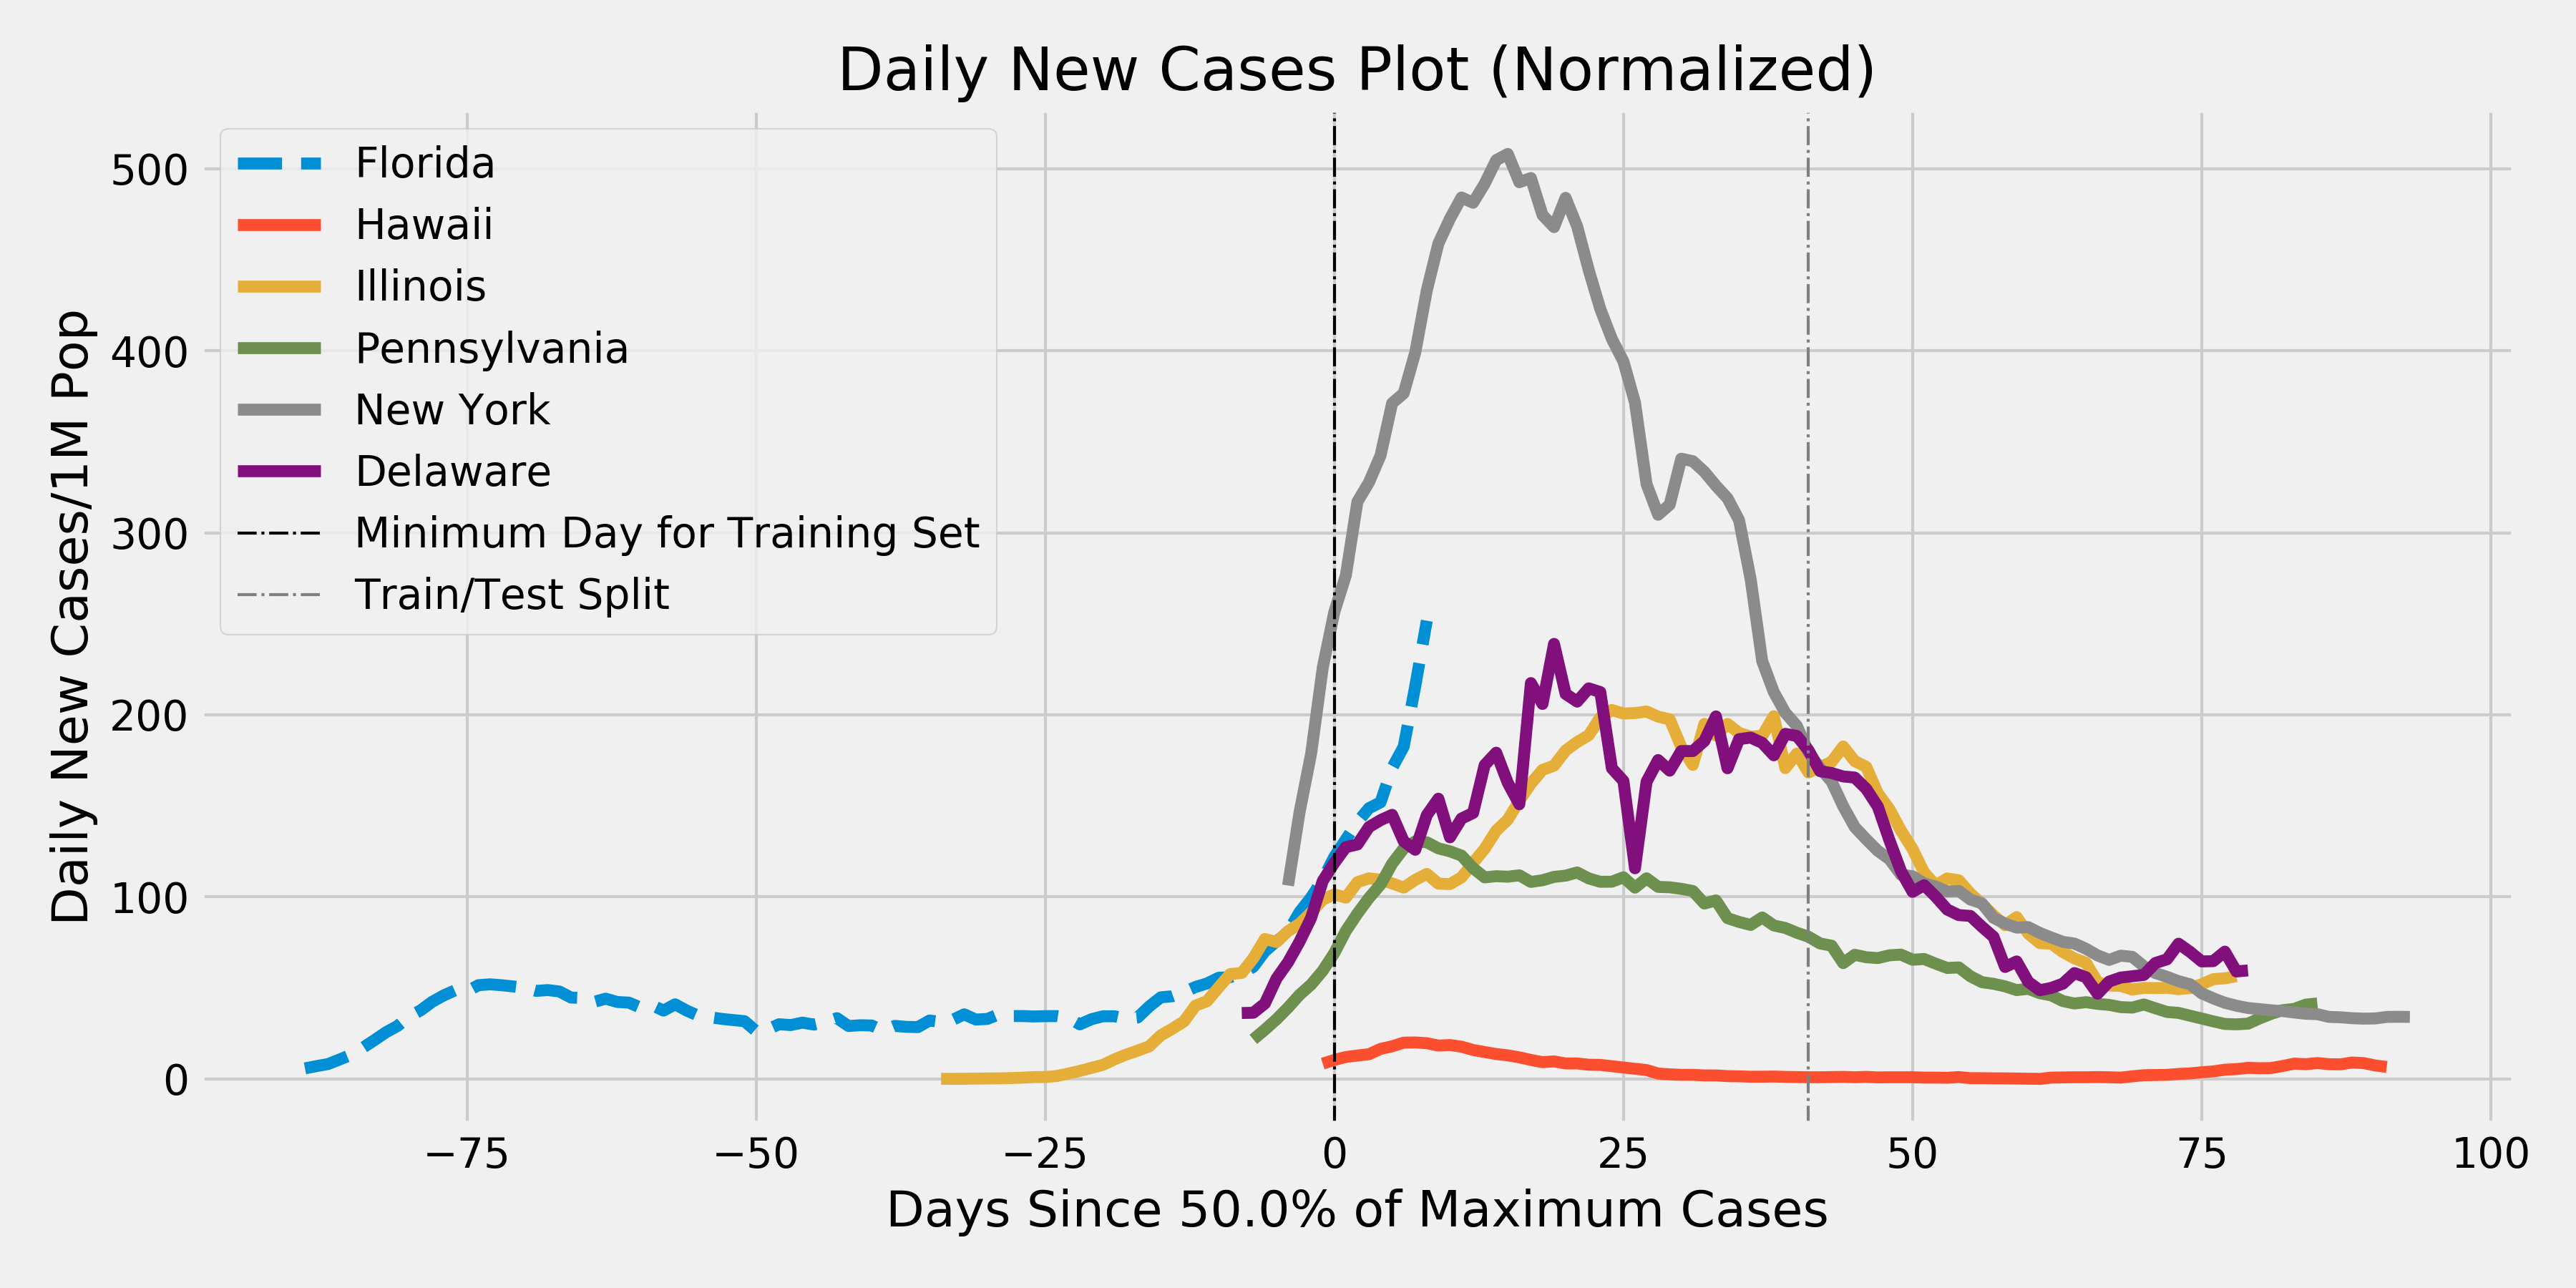 Daily New Cases Plot (Normalized)
Daily New Cases/1M Pop
500
400
300
200
100
0
Florida
Hawaii
Illinois
Pennsylvania
New York
Delaware
Minimum Day for Training Set
Train/Test Split
−75 −50 −25 0 25 50 75 100
Days Since 50.0% of Maximum Cases